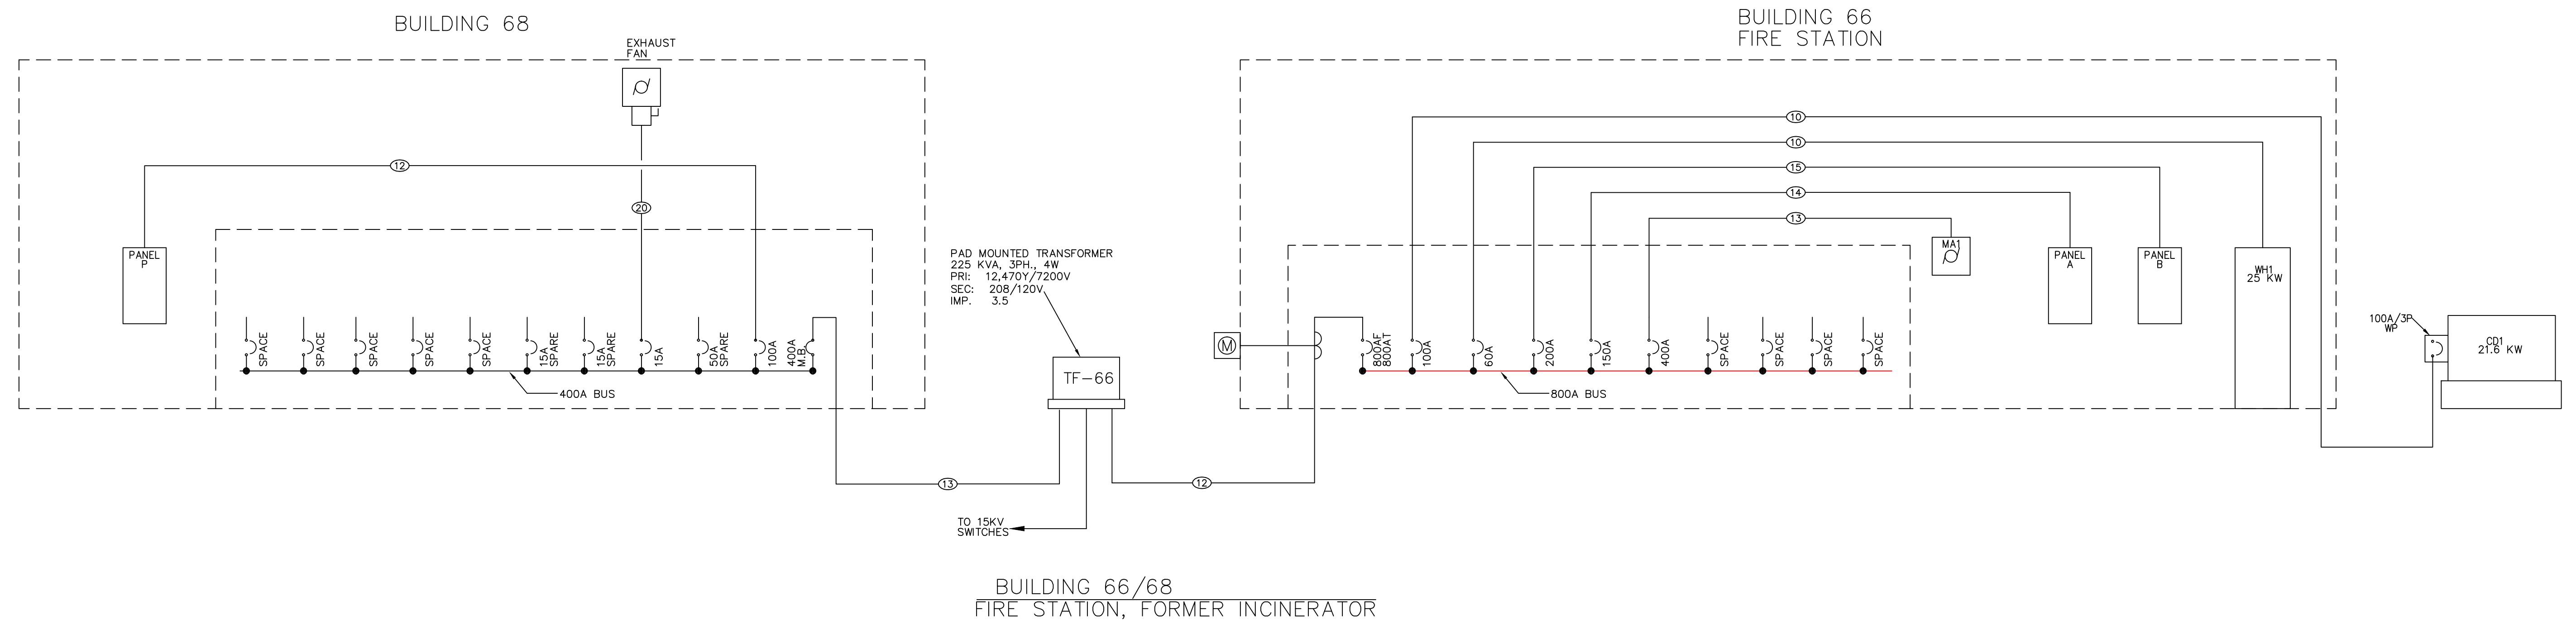 BUILDING 68
EXHAUST
FAN
12
20
PANEL
P
SPACE
SPACE
SPACE
SPACE
SPACE
15A
SPARE
15A
SPARE
15A
50A
SPARE
100A
400A
M.B.
400A BUS
13
PAD MOUNTED TRANSFORMER
225 KVA, 3PH., 4W
PRI: 12,470Y/7200V
SEC: 208/120V
IMP. 3.5
TF-66
TO 15KV
SWITCHES
12
BUILDING 66
FIRE STATION
10
10
15
14
13
M
800AF
800AT
100A
60A
200A
150A
400A
SPACE
SPACE
SPACE
SPACE
800A BUS
MA1
PANEL
A
PANEL
B
WH1
25 KW
100A/3P
WP
CD1
21.6 KW
BUILDING 66/68
FIRE STATION, FORMER INCINERATOR